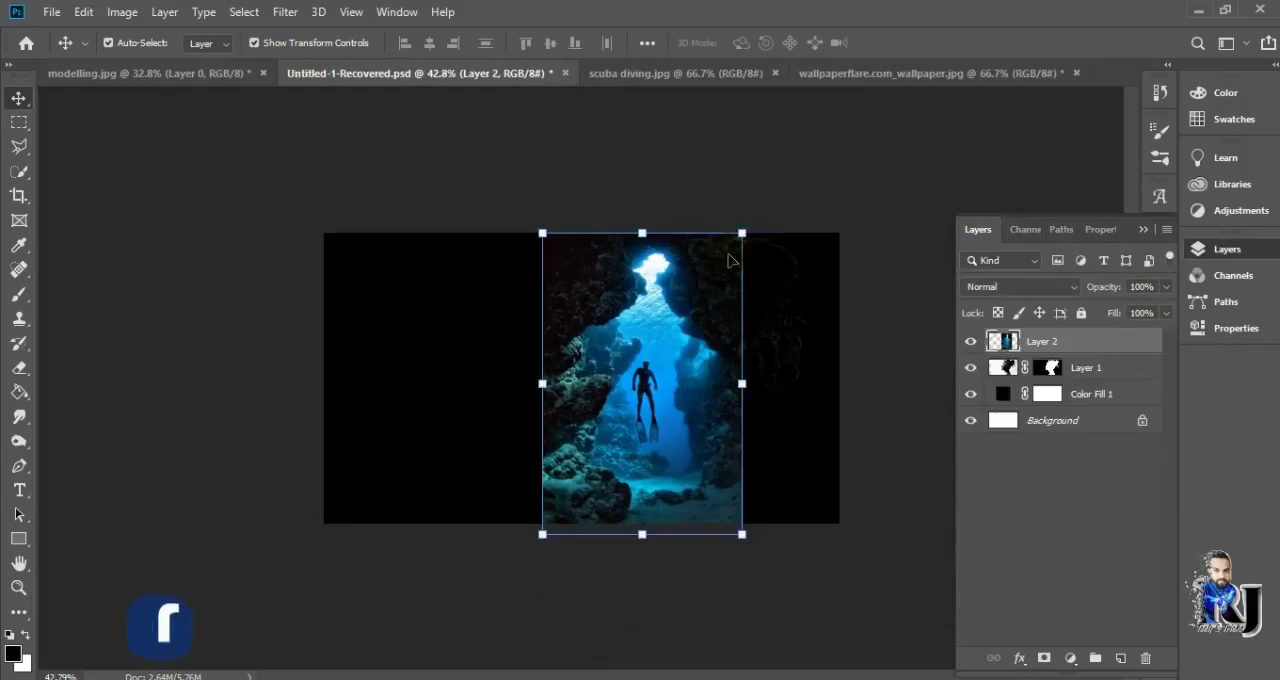 Ps File Edit Image Layer Type Select Filter 3D View Window Help
Auto-Select: Layer Show Transform Controls ••• 3D Mode:
modelling.jpg @ 32.8% (Layer 0, RGB/8) * × Untitled-1-Recovered.psd @ 42.8% (Layer 2, RGB/8#) * × scuba diving.jpg @ 66.7% (RGB/8#) × wallpaperflare.com_wallpaper.jpg @ 66.7% (RGB/8#) * ×
Color
Swatches
Learn
Libraries
Adjustments
Layers
Channels
Paths
Properties
Layers Channe Paths Propert
Kind
Normal Opacity: 100%
Lock: Fill: 100%
Layer 2
Layer 1
Color Fill 1
Background
fx
r
RJ
42.79% Doc: 2.64M/5.76M